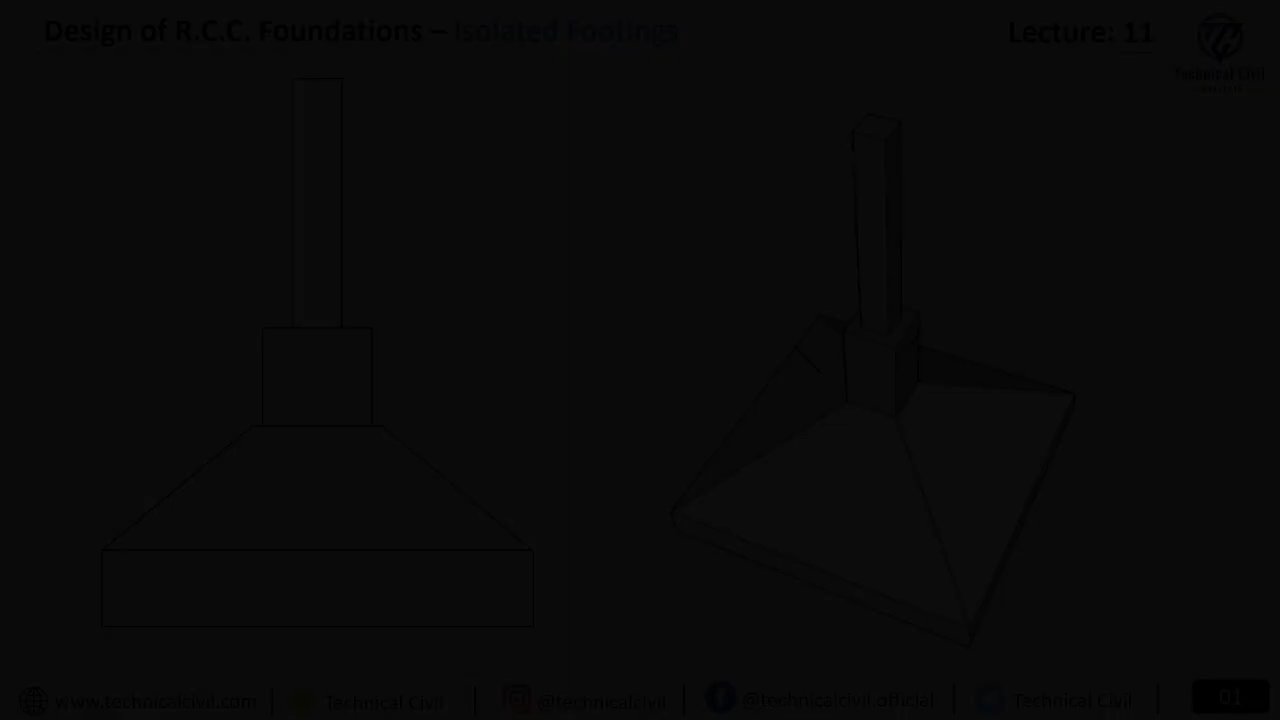 Design of R.C.C. Foundations – Isolated Footings
Lecture: 11
Technical Civil
www.technicalcivil.com
Technical Civil
@technicalcivil
@technicalcivil.official
Technical Civil
01